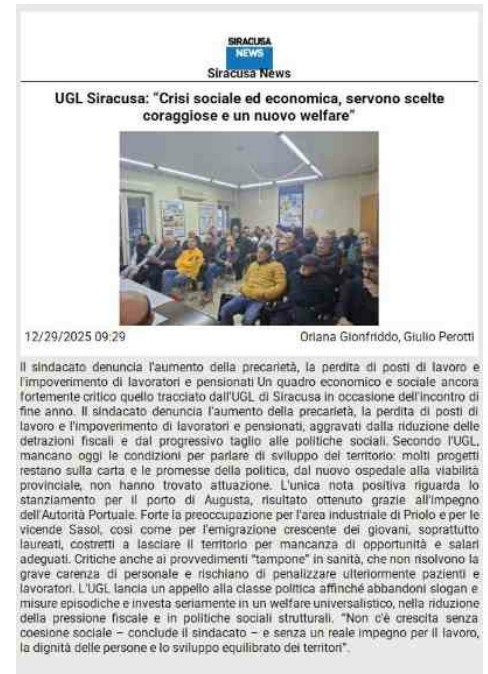 SIRACUSA
NEWS
Siracusa News
UGL Siracusa: “Crisi sociale ed economica, servono scelte
coraggiose e un nuovo welfare”
12/29/2025 09:29
Oriana Gionfriddo, Giulio Perotti
Il sindacato denuncia l'aumento della precarietà, la perdita di posti di lavoro e
l'impoverimento di lavoratori e pensionati Un quadro economico e sociale ancora
fortemente critico quello tracciato dall'UGL di Siracusa in occasione dell'incontro di
fine anno. Il sindacato denuncia l'aumento della precarietà, la perdita di posti di
lavoro e l'impoverimento di lavoratori e pensionati, aggravati dalla riduzione delle
detrazioni fiscali e dal progressivo taglio alle politiche sociali. Secondo l'UGL,
mancano oggi le condizioni per parlare di sviluppo del territorio: molti progetti
restano sulla carta e le promesse della politica, dal nuovo ospedale alla viabilità
provinciale, non hanno trovato attuazione. L'unica nota positiva riguarda lo
stanziamento per il porto di Augusta, risultato ottenuto grazie all'impegno
dell'Autorità Portuale. Forte la preoccupazione per l'area industriale di Priolo e per le
vicende Sasol, così come per l'emigrazione crescente dei giovani, soprattutto
laureati, costretti a lasciare il territorio per mancanza di opportunità e salari
adeguati. Critiche anche ai provvedimenti “tampone” in sanità, che non risolvono la
grave carenza di personale e rischiano di penalizzare ulteriormente pazienti e
lavoratori. L'UGL lancia un appello alla classe politica affinché abbandoni slogan e
misure episodiche e investa seriamente in un welfare universalistico, nella riduzione
della pressione fiscale e in politiche sociali strutturali. “Non c'è crescita senza
coesione sociale – conclude il sindacato – e senza un reale impegno per il lavoro,
la dignità delle persone e lo sviluppo equilibrato dei territori”.